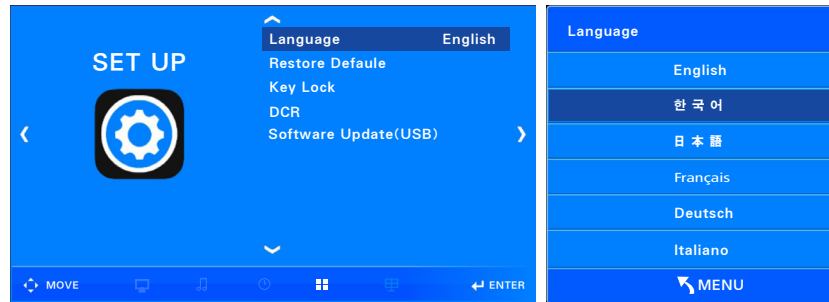 SET UP
Language English
Restore Defaule
Key Lock
DCR
Software Update(USB)
MOVE
ENTER
Language
English
한국어
日本語
Français
Deutsch
Italiano
MENU